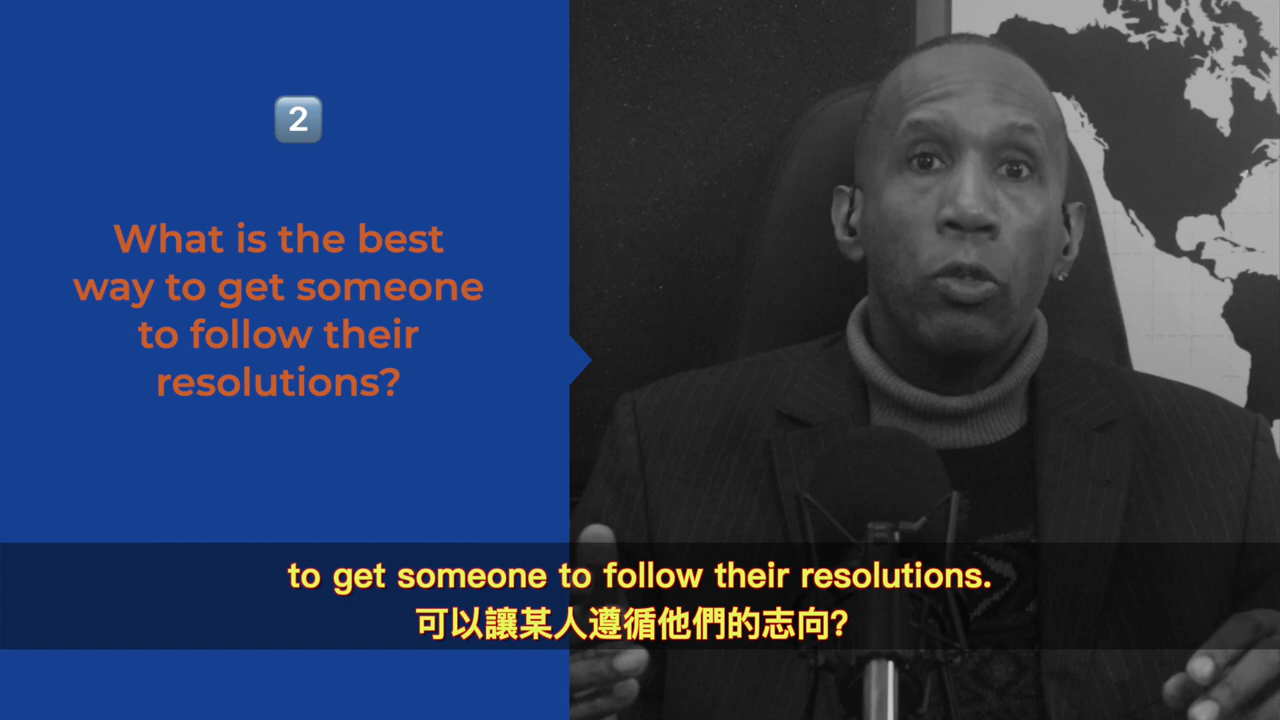 2
What is the best
way to get someone
to follow their
resolutions?
to get someone to follow their resolutions.
可以讓某人遵循他們的志向?